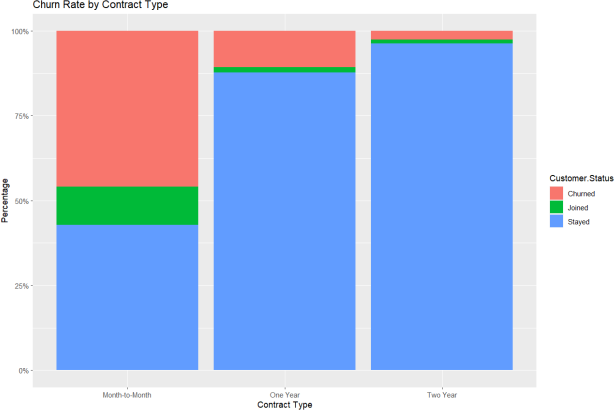 Churn Rate by Contract Type
100%
75%
50%
25%
0%
Percentage
Month-to-Month
One Year
Two Year
Contract Type
Customer.Status
Churned
Joined
Stayed